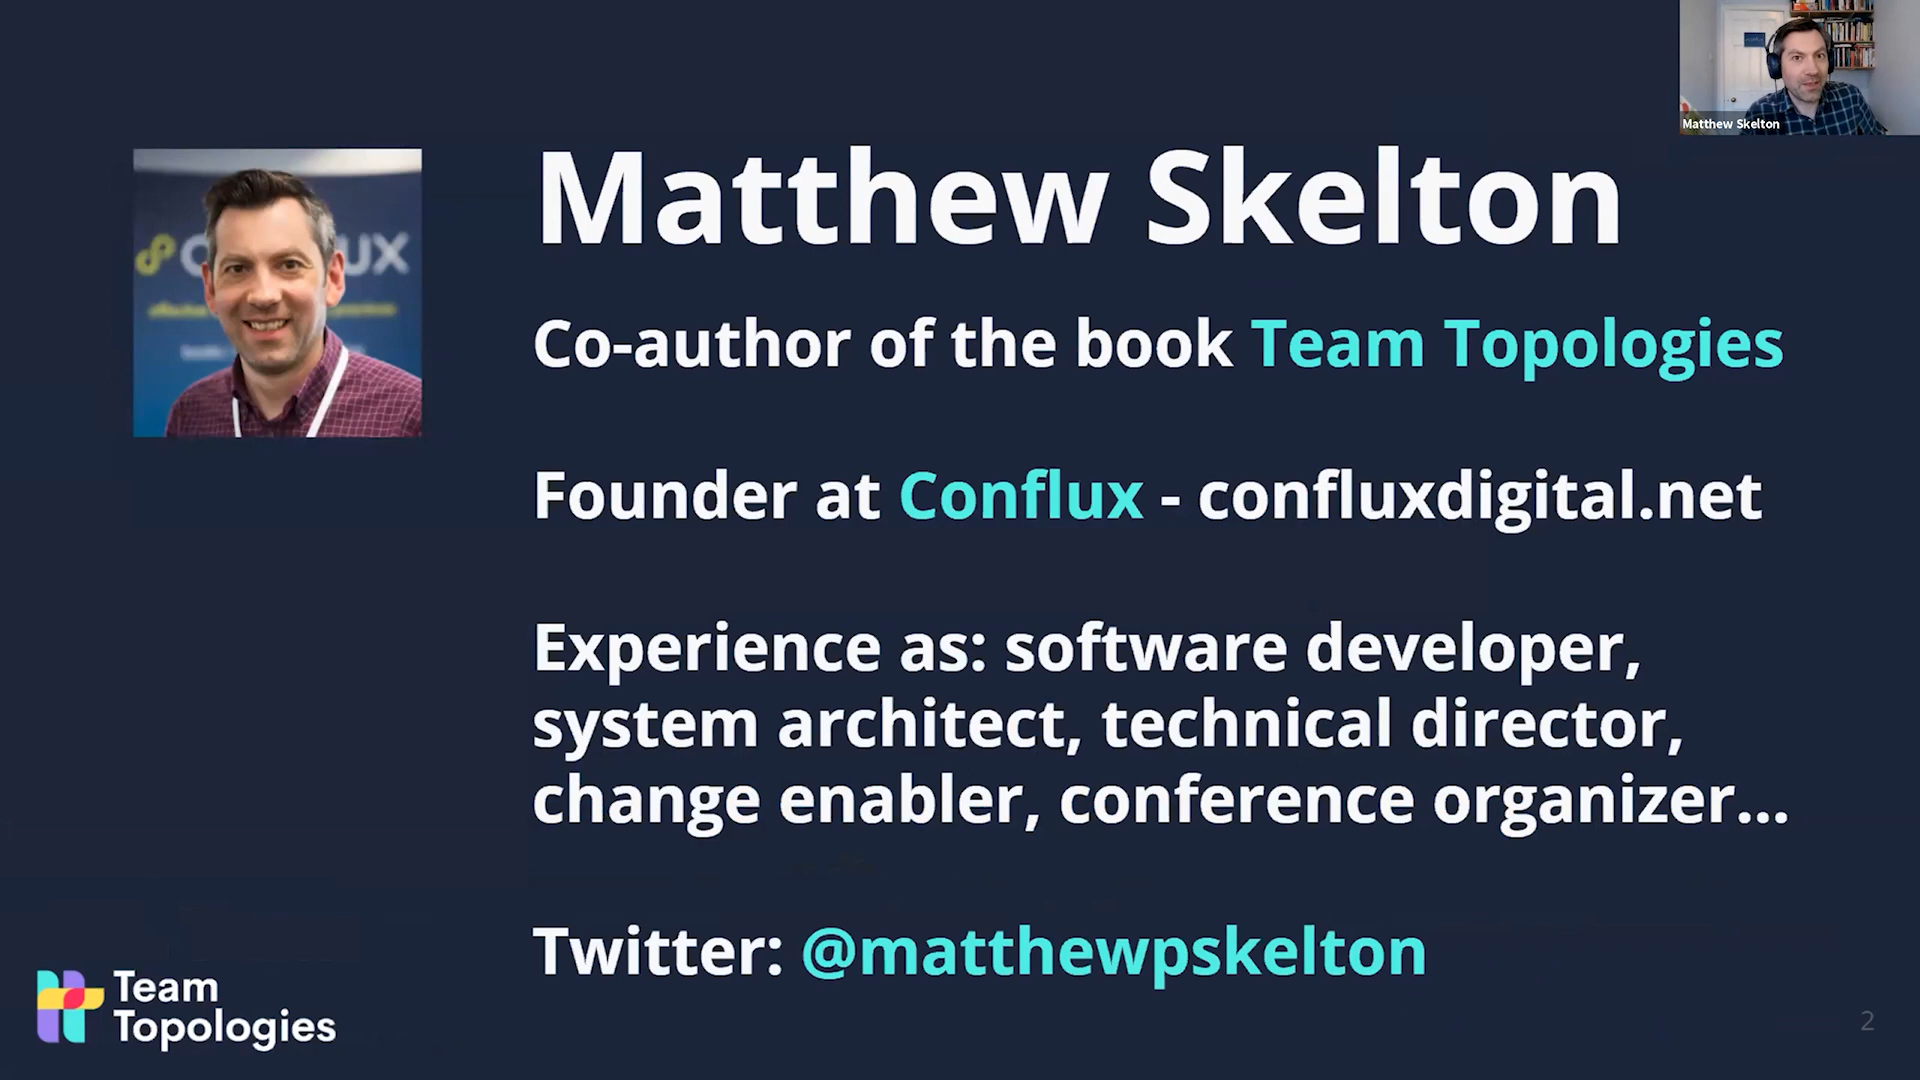 Matthew Skelton
Matthew Skelton
Co-author of the book Team Topologies
Founder at Conflux - confluxdigital.net
Experience as: software developer,
system architect, technical director,
change enabler, conference organizer...
Twitter: @matthewpskelton
Team
Topologies
2